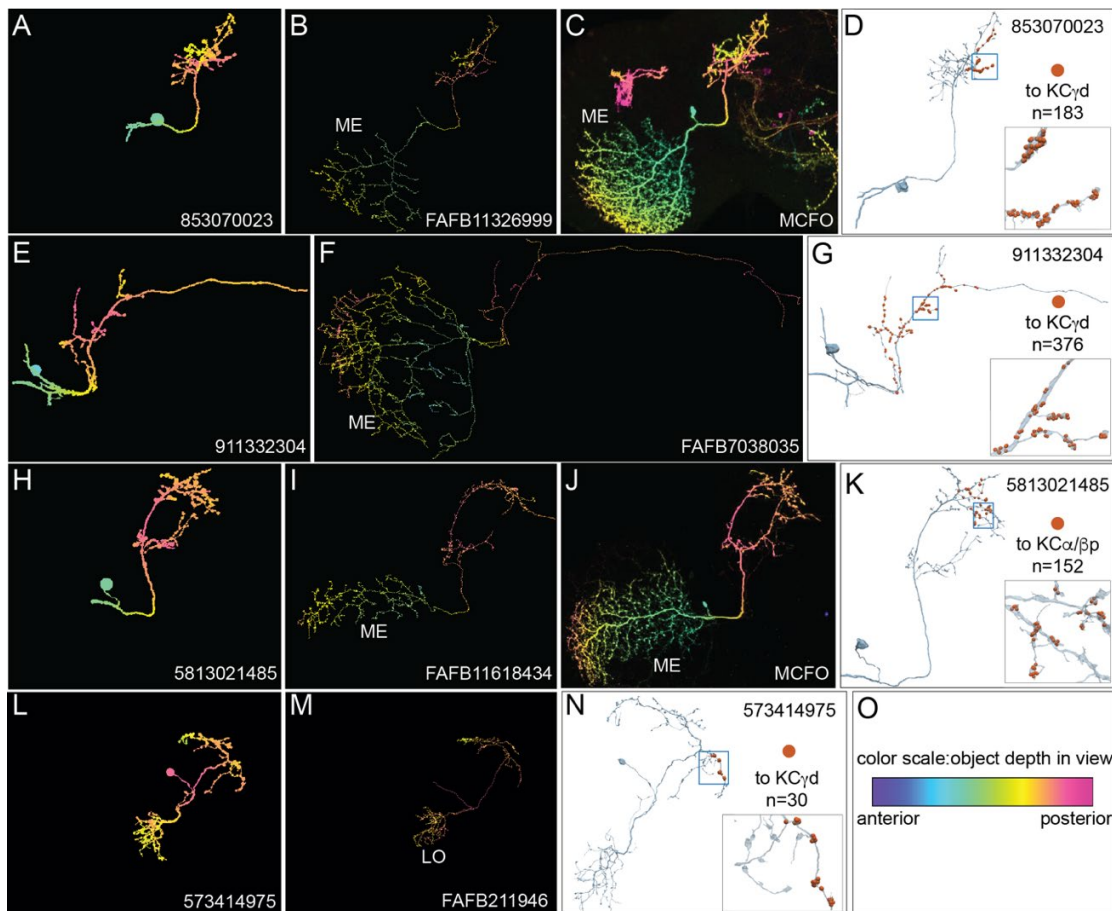 A
853070023
B
ME
FAFB11326999
C
ME
MCFO
D
853070023
to KCγd
n=183
E
911332304
F
ME
FAFB7038035
G
911332304
to KCγd
n=376
H
5813021485
I
ME
FAFB11618434
J
ME
MCFO
K
5813021485
to KCα/βp
n=152
L
573414975
M
LO
FAFB211946
N
573414975
to KCγd
n=30
O
color scale:object depth in view
anterior posterior